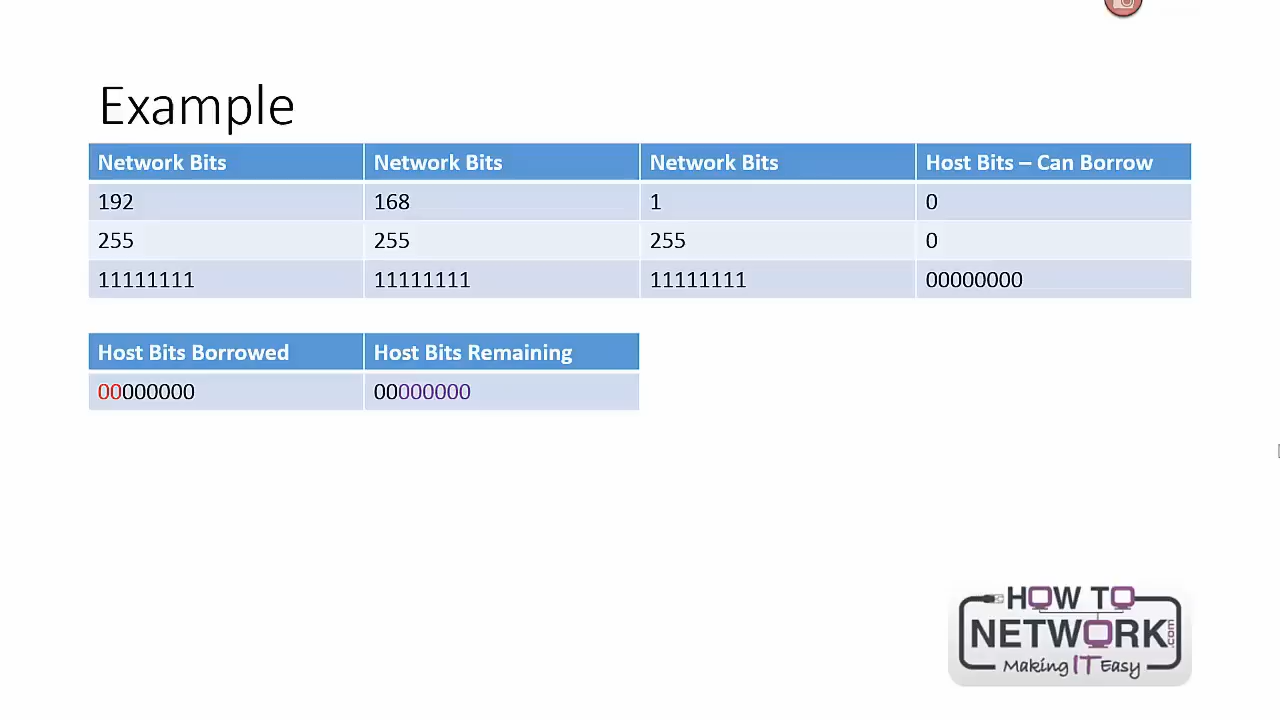 Example
Network Bits Network Bits Network Bits Host Bits – Can Borrow
192 168 1 0
255 255 255 0
11111111 11111111 11111111 00000000
Host Bits Borrowed Host Bits Remaining
00000000 00000000
HOW TO
NETWORK.com
Making IT Easy